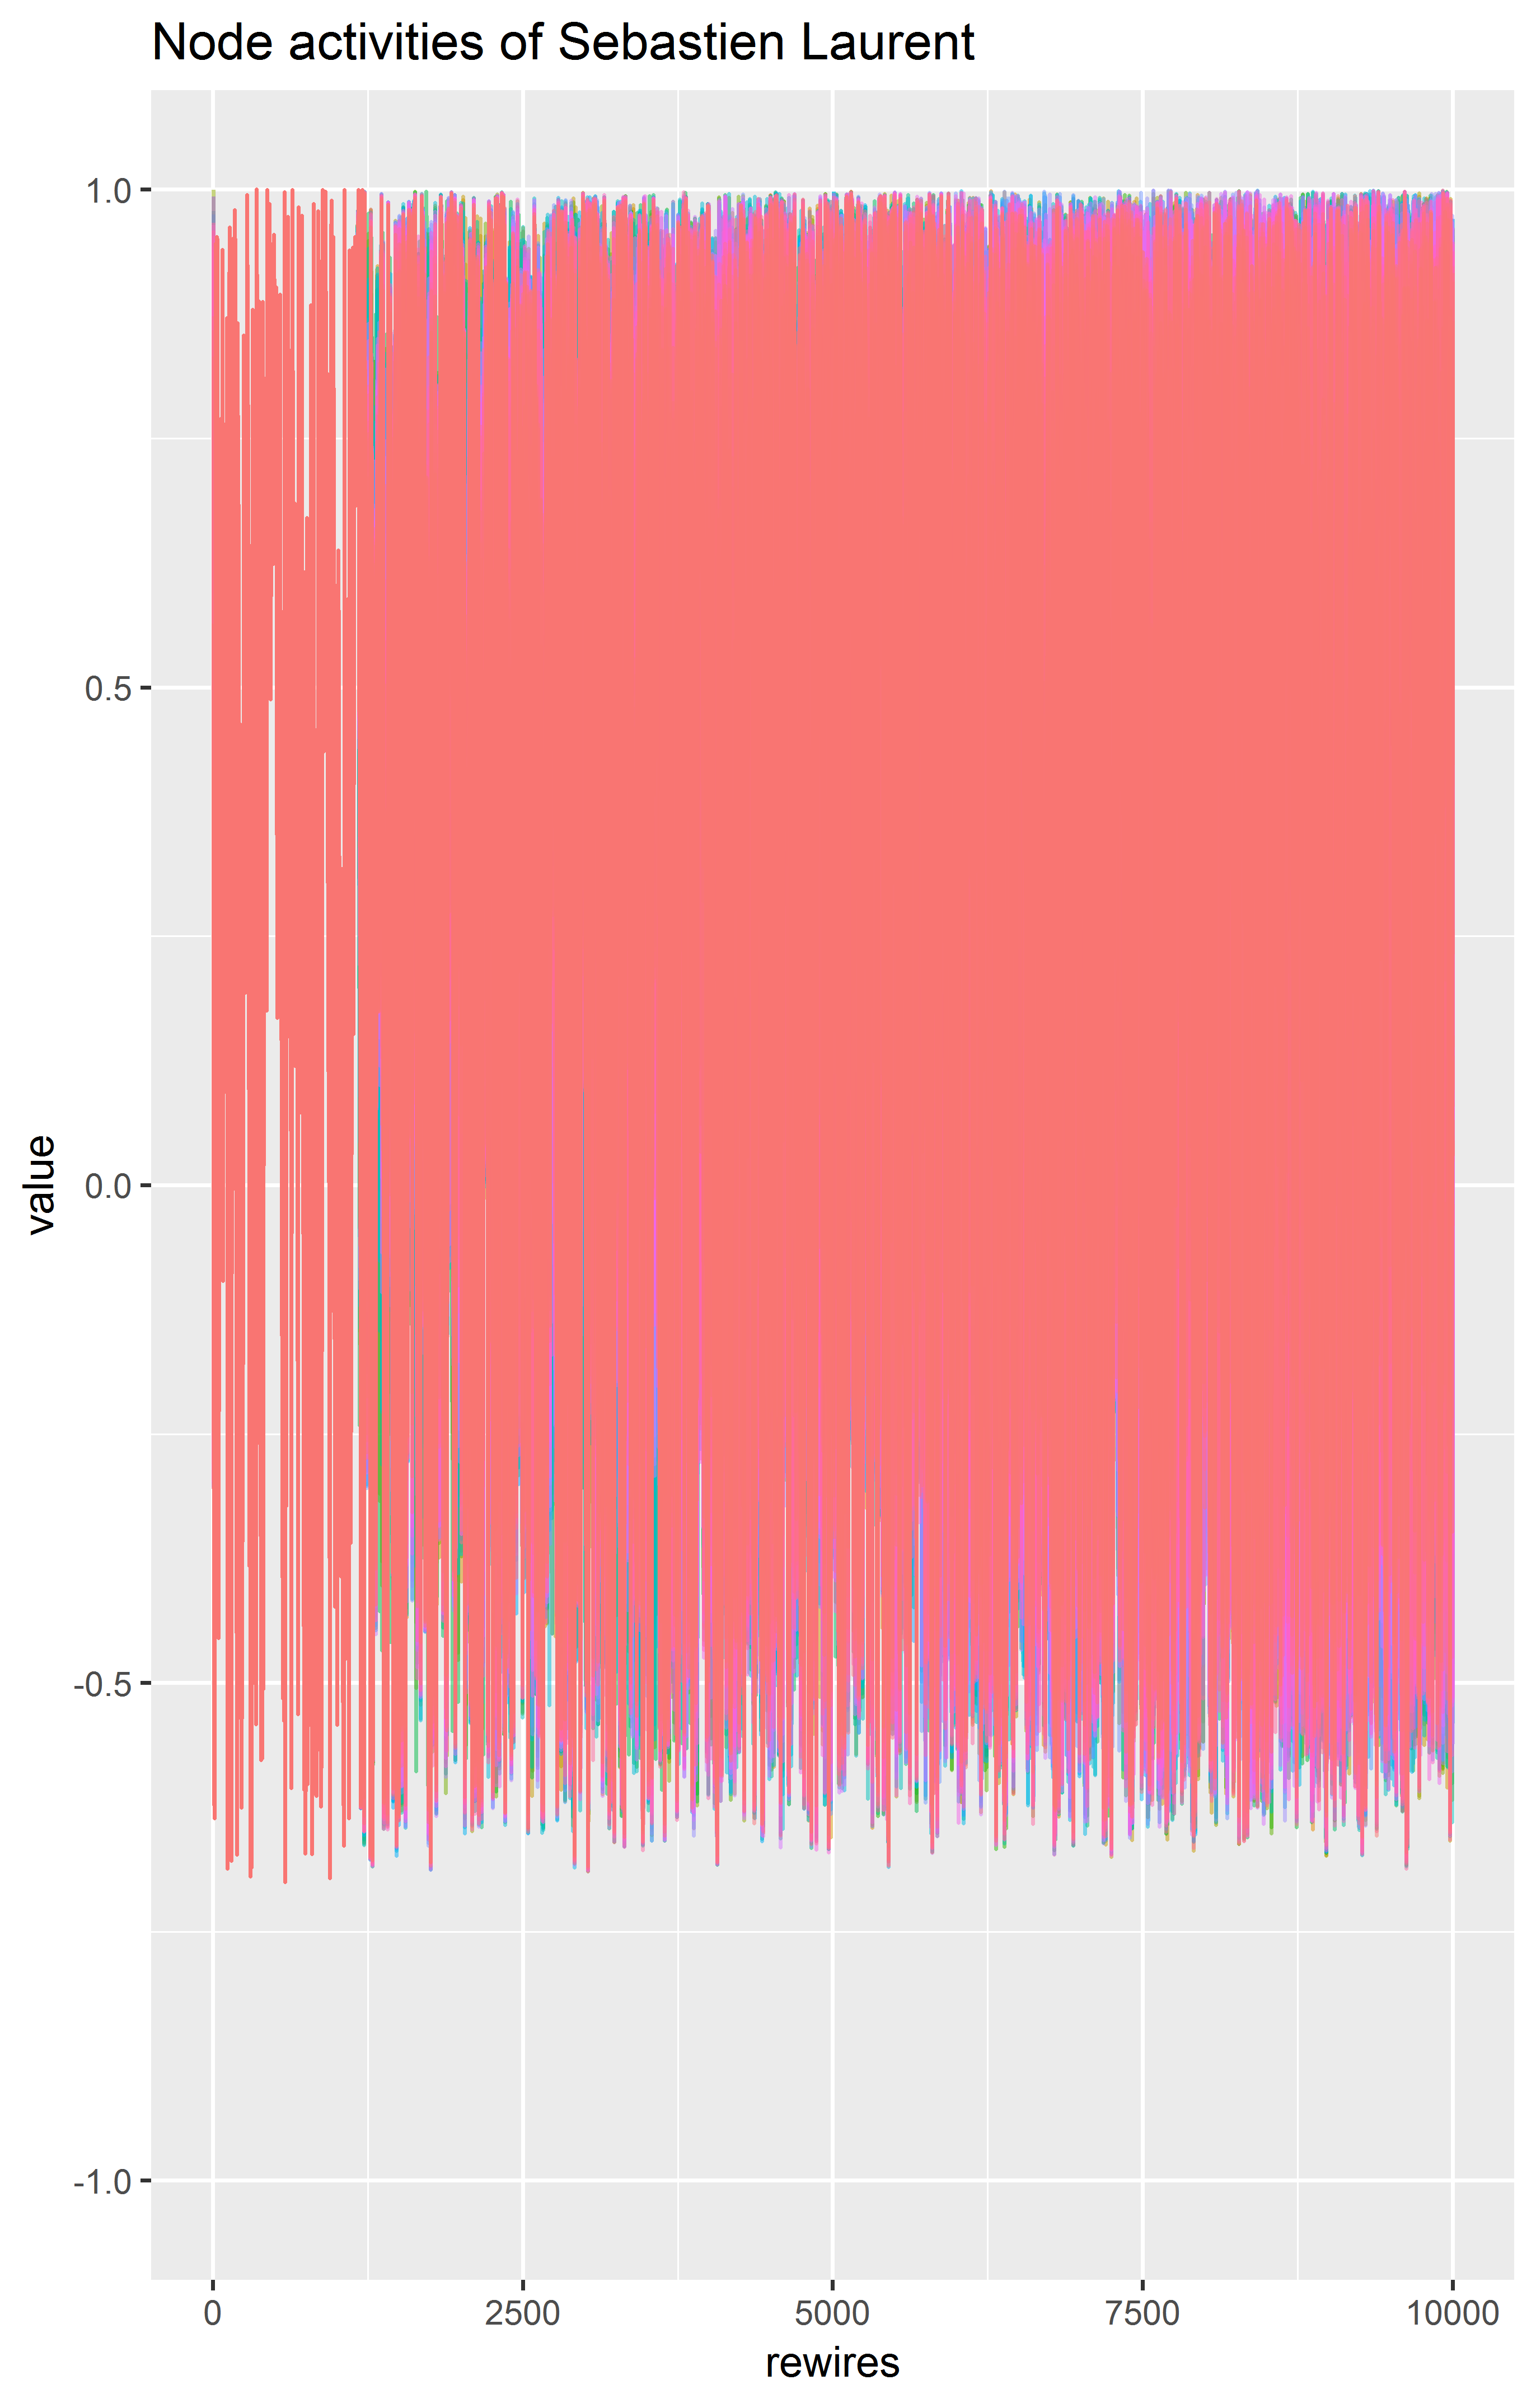 Node activities of Sebastien Laurent
1.0
0.5
0.0
-0.5
-1.0
value
0 2500 5000 7500 10000
rewires